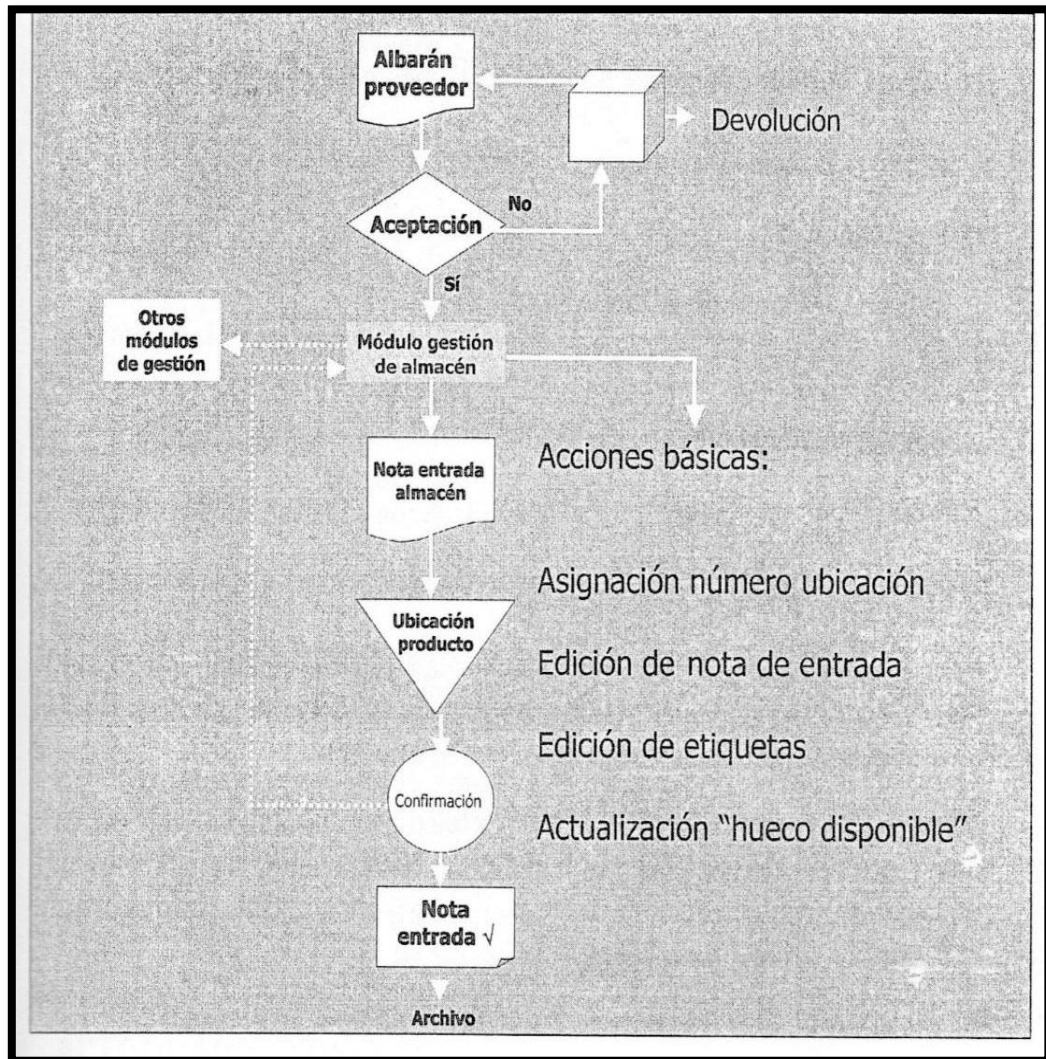 Albarán
proveedor
Devolución
No
Aceptación
Sí
Otros
módulos
de gestión
Módulo gestión
de almacén
Acciones básicas:
Nota entrada
almacén
Asignación número ubicación
Ubicación
producto
Edición de nota de entrada
Edición de etiquetas
Confirmación
Actualización “hueco disponible”
Nota
entrada √
Archivo